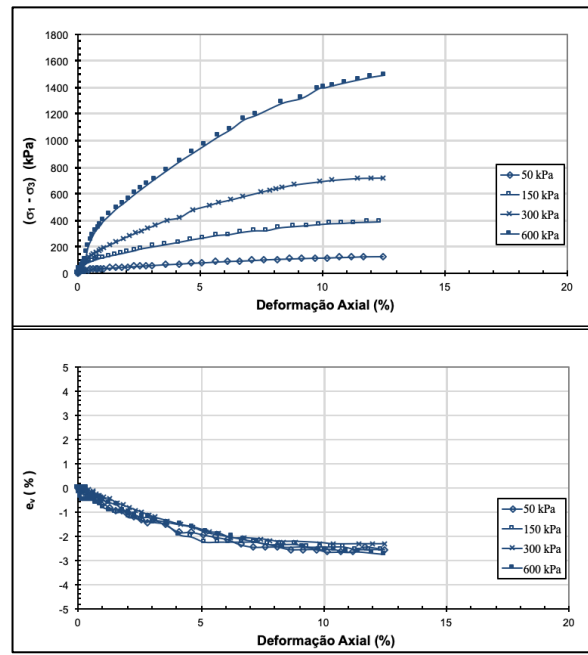 1800
1600
1400
1200
1000
800
600
400
200
0
(σ1 - σ3) (kPa)
0 5 10 15 20
Deformação Axial (%)
50 kPa
150 kPa
300 kPa
600 kPa
5
4
3
2
1
0
-1
-2
-3
-4
-5
ev ( % )
0 5 10 15 20
Deformação Axial (%)
50 kPa
150 kPa
300 kPa
600 kPa